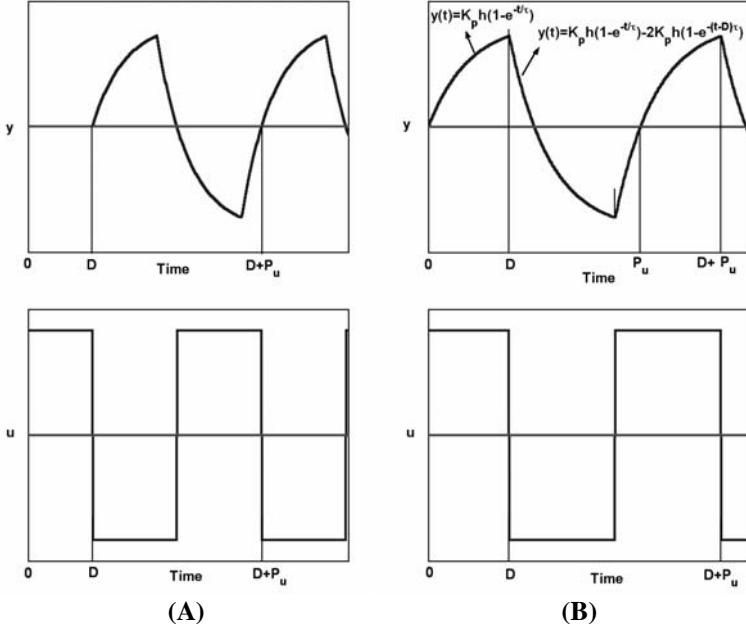 y(t)=Kₚh(1-e^-t/τ)
y(t)=Kₚh(1-e^-t/τ)-2Kₚh(1-e^-(t-D)τ)
y
y
0
D
Time
D+Pᵤ
0
D
Time
Pᵤ
D+ Pᵤ
u
u
0
D
Time
D+Pᵤ
0
D
Time
D+Pᵤ
(A)
(B)